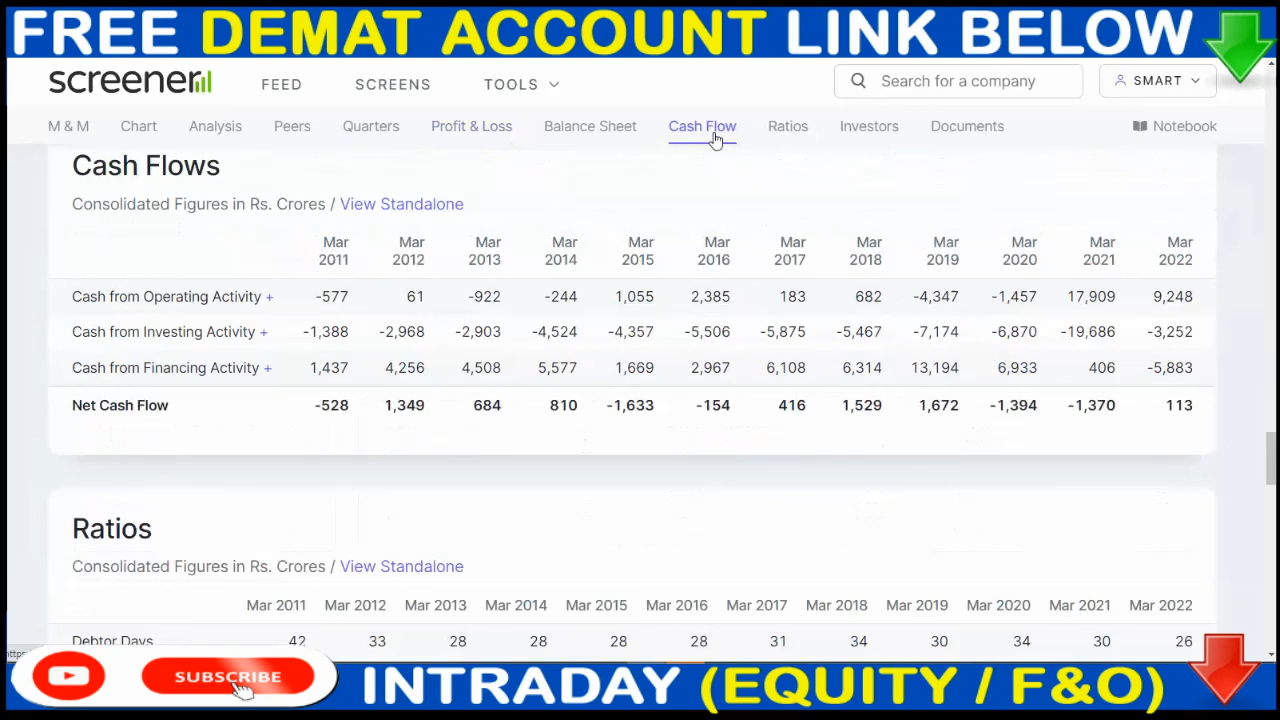 FREE DEMAT ACCOUNT LINK BELOW
screener FEED SCREENS TOOLS Search for a company SMART
M & M Chart Analysis Peers Quarters Profit & Loss Balance Sheet Cash Flow Ratios Investors Documents Notebook
Cash Flows
Consolidated Figures in Rs. Crores / View Standalone
Mar 2011 Mar 2012 Mar 2013 Mar 2014 Mar 2015 Mar 2016 Mar 2017 Mar 2018 Mar 2019 Mar 2020 Mar 2021 Mar 2022
Cash from Operating Activity + -577 61 -922 -244 1,055 2,385 183 682 -4,347 -1,457 17,909 9,248
Cash from Investing Activity + -1,388 -2,968 -2,903 -4,524 -4,357 -5,506 -5,875 -5,467 -7,174 -6,870 -19,686 -3,252
Cash from Financing Activity + 1,437 4,256 4,508 5,577 1,669 2,967 6,108 6,314 13,194 6,933 406 -5,883
Net Cash Flow -528 1,349 684 810 -1,633 -154 416 1,529 1,672 -1,394 -1,370 113
Ratios
Consolidated Figures in Rs. Crores / View Standalone
Mar 2011 Mar 2012 Mar 2013 Mar 2014 Mar 2015 Mar 2016 Mar 2017 Mar 2018 Mar 2019 Mar 2020 Mar 2021 Mar 2022
Debtor Days 42 33 28 28 28 28 31 34 30 34 30 26
SUBSCRIBE
INTRADAY (EQUITY / F&O)